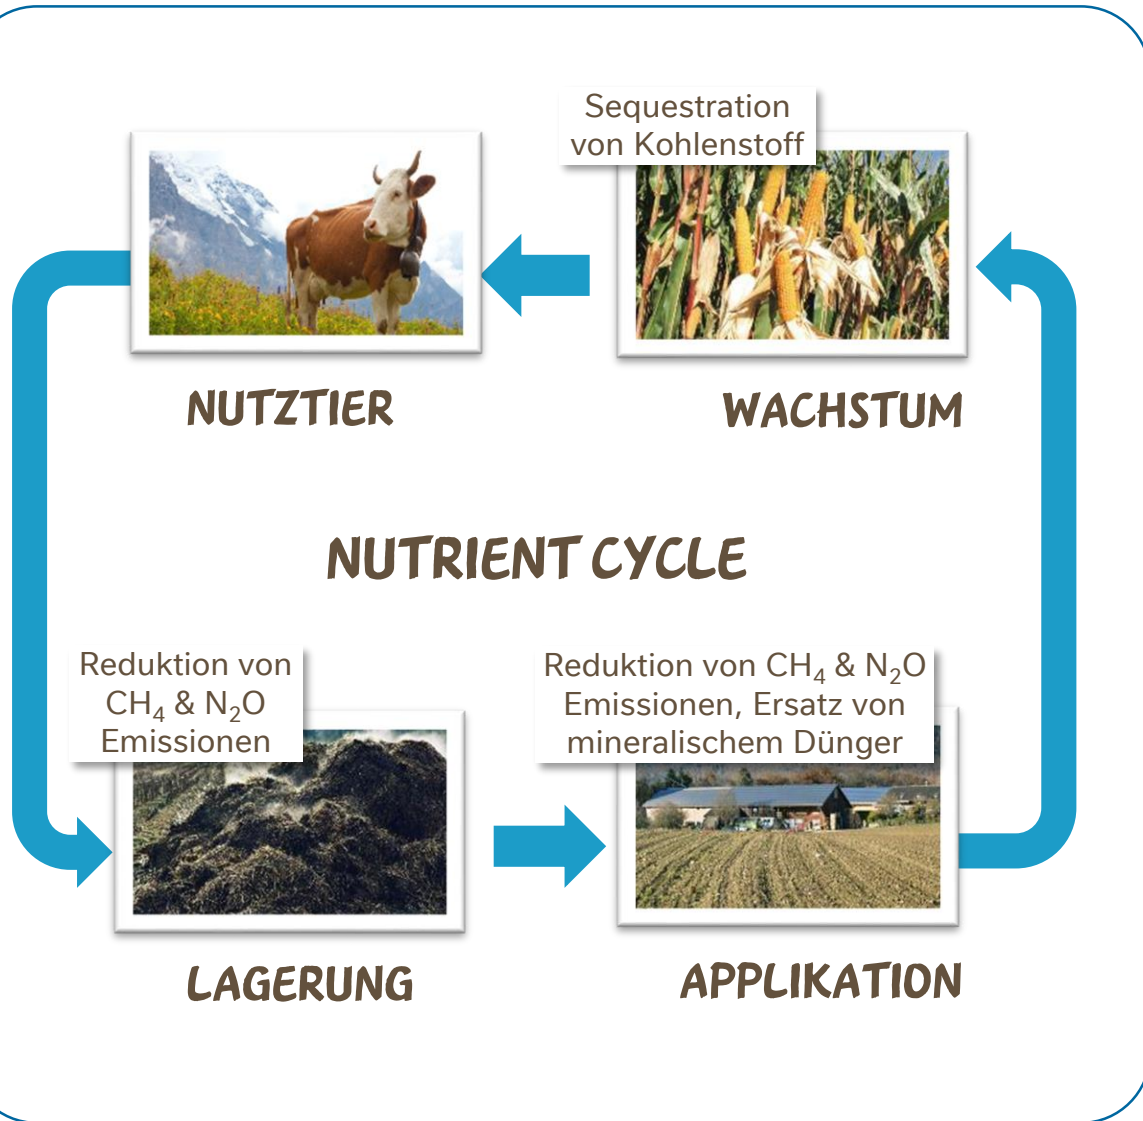 Sequestration
von Kohlenstoff
NUTZTIER
WACHSTUM
NUTRIENT CYCLE
Reduktion von
CH₄ & N₂O
Emissionen
Reduktion von CH₄ & N₂O
Emissionen, Ersatz von
mineralischem Dünger
LAGERUNG
APPLIKATION